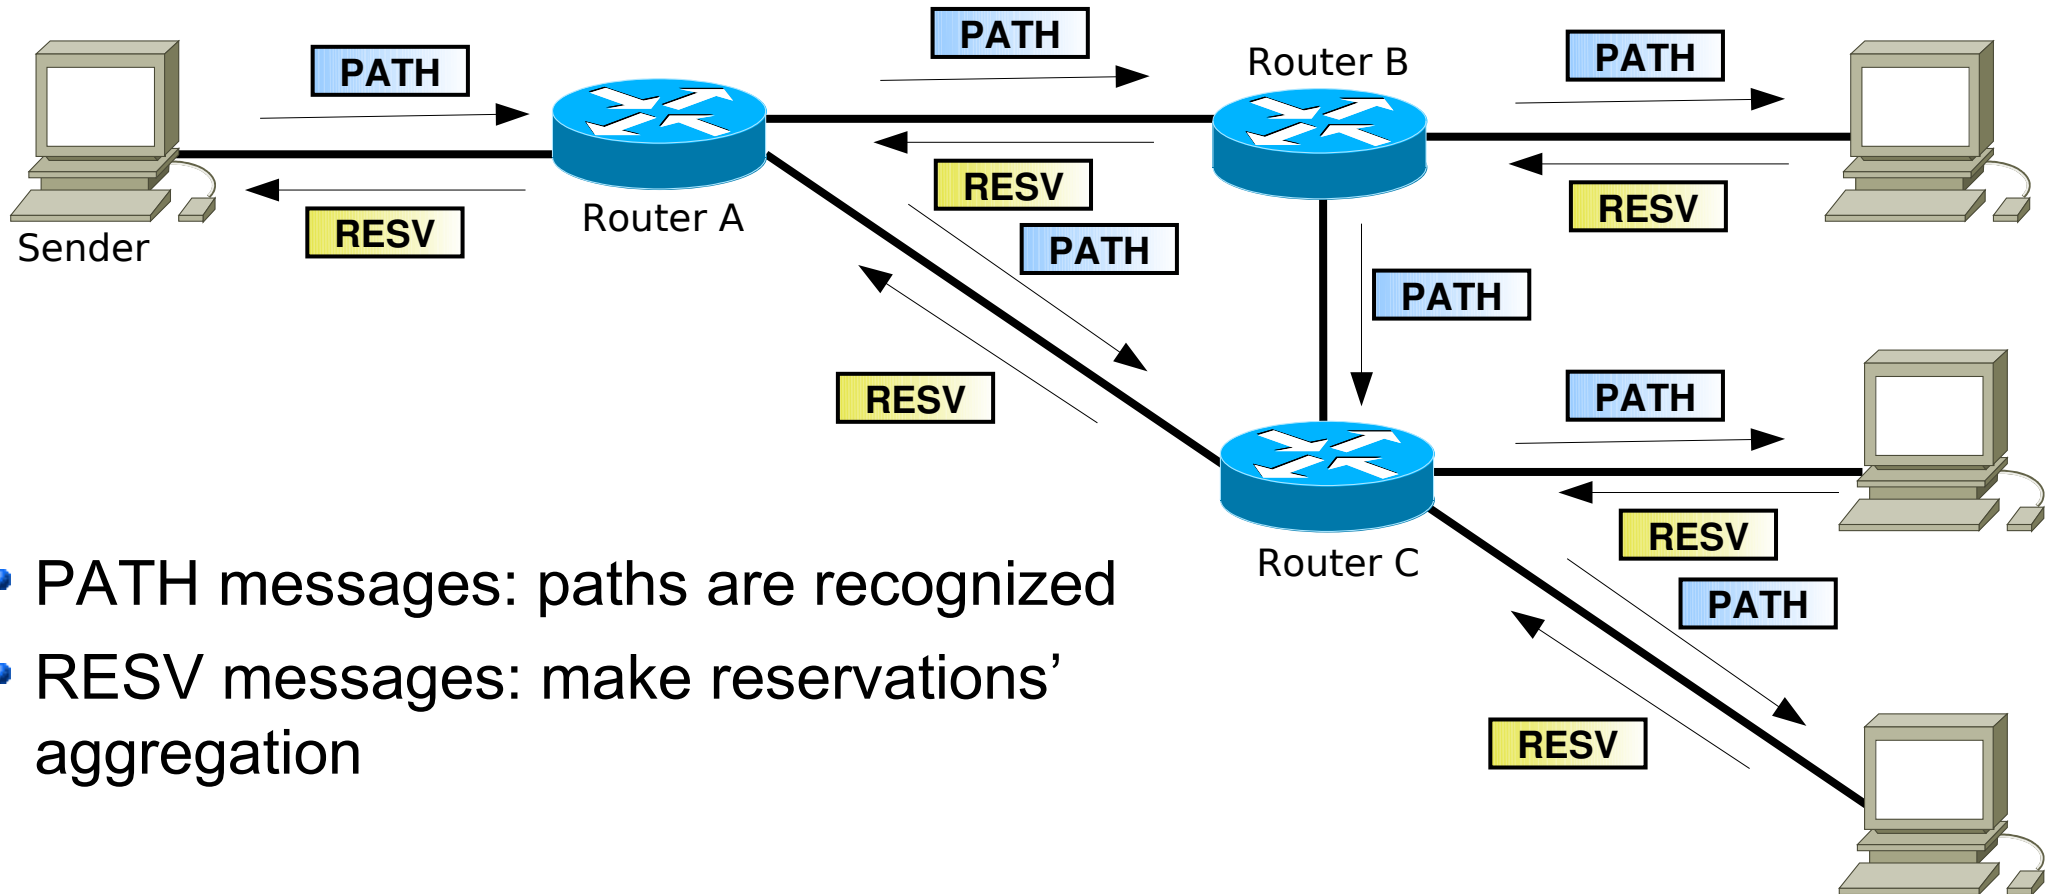 PATH
PATH
Router B
PATH
RESV
RESV
RESV
Router A
Sender
PATH
PATH
RESV
PATH
RESV
Router C
PATH
RESV
PATH messages: paths are recognized
RESV messages: make reservations’
aggregation